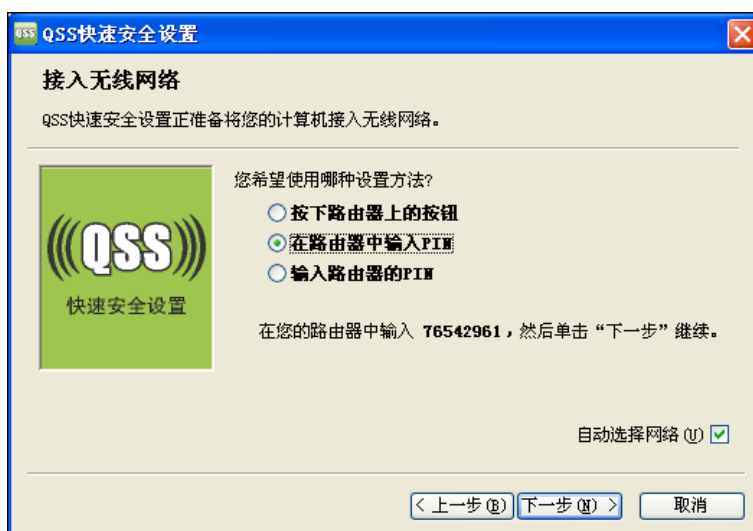 QSS QSS快速安全设置
接入无线网络
QSS快速安全设置正准备将您的计算机接入无线网络。
您希望使用哪种设置方法?
按下路由器上的按钮
在路由器中输入PIN
输入路由器的PIN
QSS
快速安全设置
在您的路由器中输入 76542961，然后单击“下一步”继续。
自动选择网络(U)
< 上一步(B) 下一步(N) > 取消